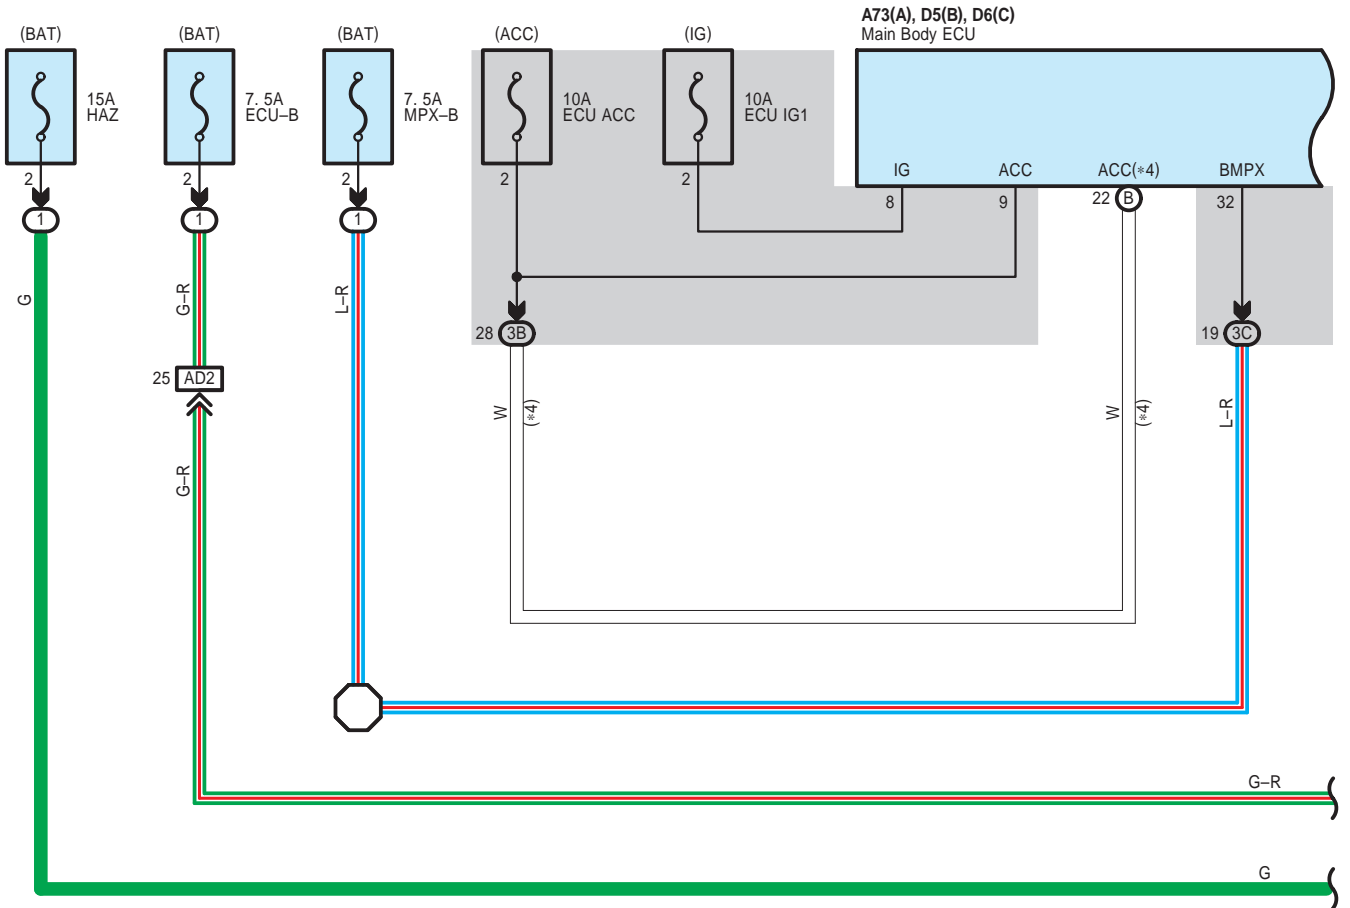 A73(A), D5(B), D6(C)
Main Body ECU
(BAT)
(BAT)
(BAT)
(ACC)
(IG)
15A
HAZ
7. 5A
ECU–B
7. 5A
MPX–B
10A
ECU ACC
10A
ECU IG1
IG
ACC
ACC(∗4)
BMPX
2
2
2
2
2
8
9
22
B
32
1
1
1
G
G–R
L–R
28
3B
19
3C
25
AD2
W
(∗4)
W
(∗4)
L–R
G–R
G–R
G